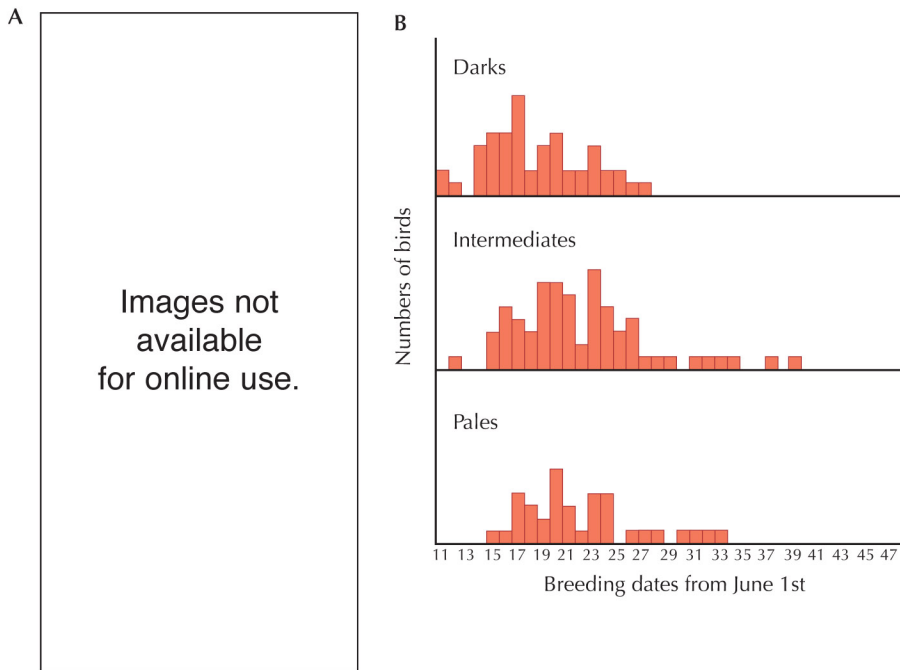 A
Images not
available
for online use.
B
Darks
Intermediates
Pales
Numbers of birds
11 13 15 17 19 21 23 25 27 29 31 33 35 37 39 41 43 45 47
Breeding dates from June 1st